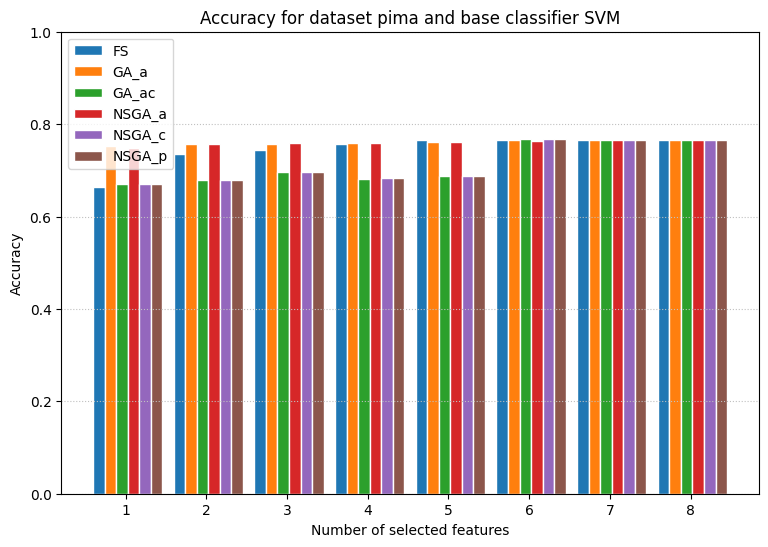 Accuracy for dataset pima and base classifier SVM
1.0
0.8
0.6
0.4
0.2
0.0
Accuracy
FS
GA_a
GA_ac
NSGA_a
NSGA_c
NSGA_p
1 2 3 4 5 6 7 8
Number of selected features